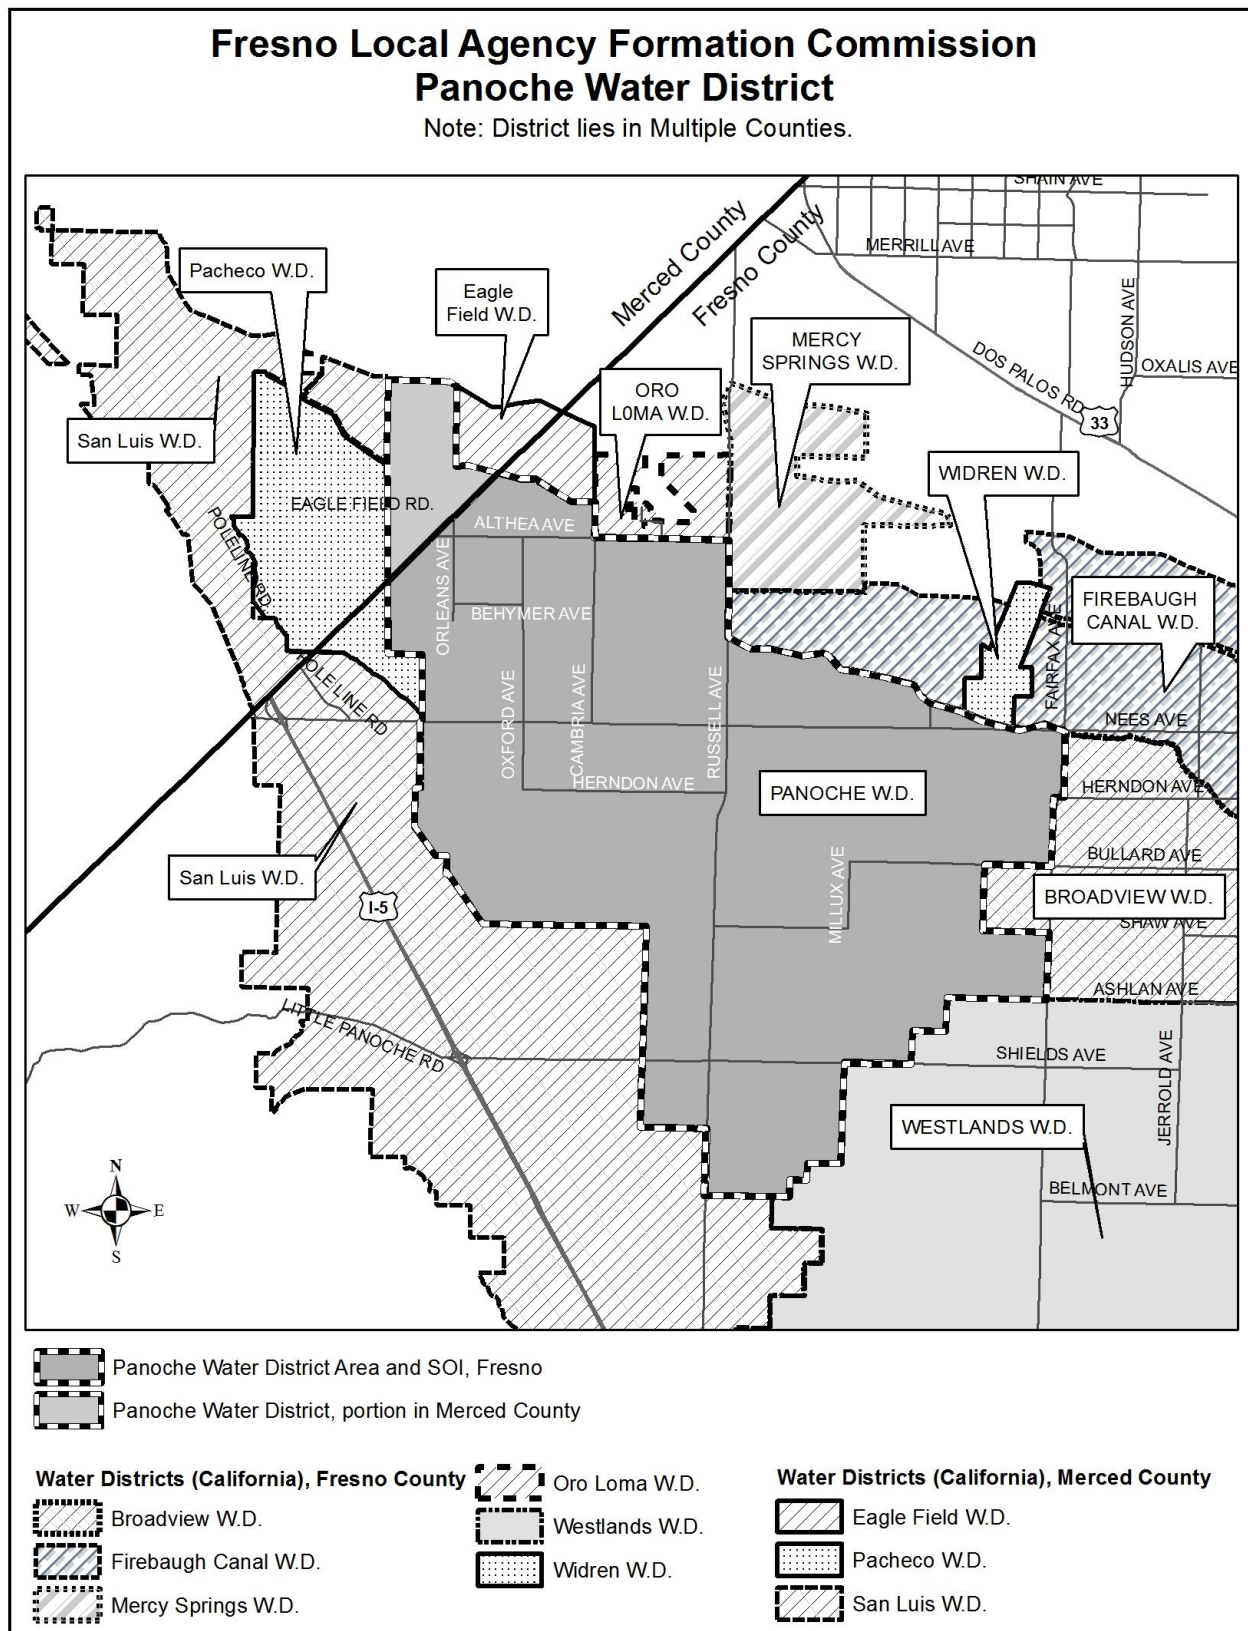 Fresno Local Agency Formation Commission
Panoche Water District
Note: District lies in Multiple Counties.
SHAIN AVE
Merced County
Fresno County
MERRILL AVE
Pacheco W.D.
Eagle
Field W.D.
HUDSON AVE
MERCY
SPRINGS W.D.
DOS PALOS RD
OXALIS AVE
33
ORO
L0MA W.D.
San Luis W.D.
WIDREN W.D.
EAGLE FIELD RD.
ALTHEA AVE
POLELINE RD
ORLEANS AVE
BEHYMER AVE
FIREBAUGH
CANAL W.D.
FAIRFAX AVE
POLE LINE RD
OXFORD AVE
CAMBRIA AVE
RUSSELL AVE
NEES AVE
HERNDON AVE
PANOCHE W.D.
HERNDON AVE
BULLARD AVE
San Luis W.D.
MILLUX AVE
BROADVIEW W.D.
I-5
SHAW AVE
ASHLAN AVE
LITTLE PANOCHE RD
SHIELDS AVE
JERROLD AVE
WESTLANDS W.D.
BELMONT AVE
N
W E
S
Panoche Water District Area and SOI, Fresno
Panoche Water District, portion in Merced County
Water Districts (California), Fresno County
Broadview W.D.
Firebaugh Canal W.D.
Mercy Springs W.D.
Oro Loma W.D.
Westlands W.D.
Widren W.D.
Water Districts (California), Merced County
Eagle Field W.D.
Pacheco W.D.
San Luis W.D.